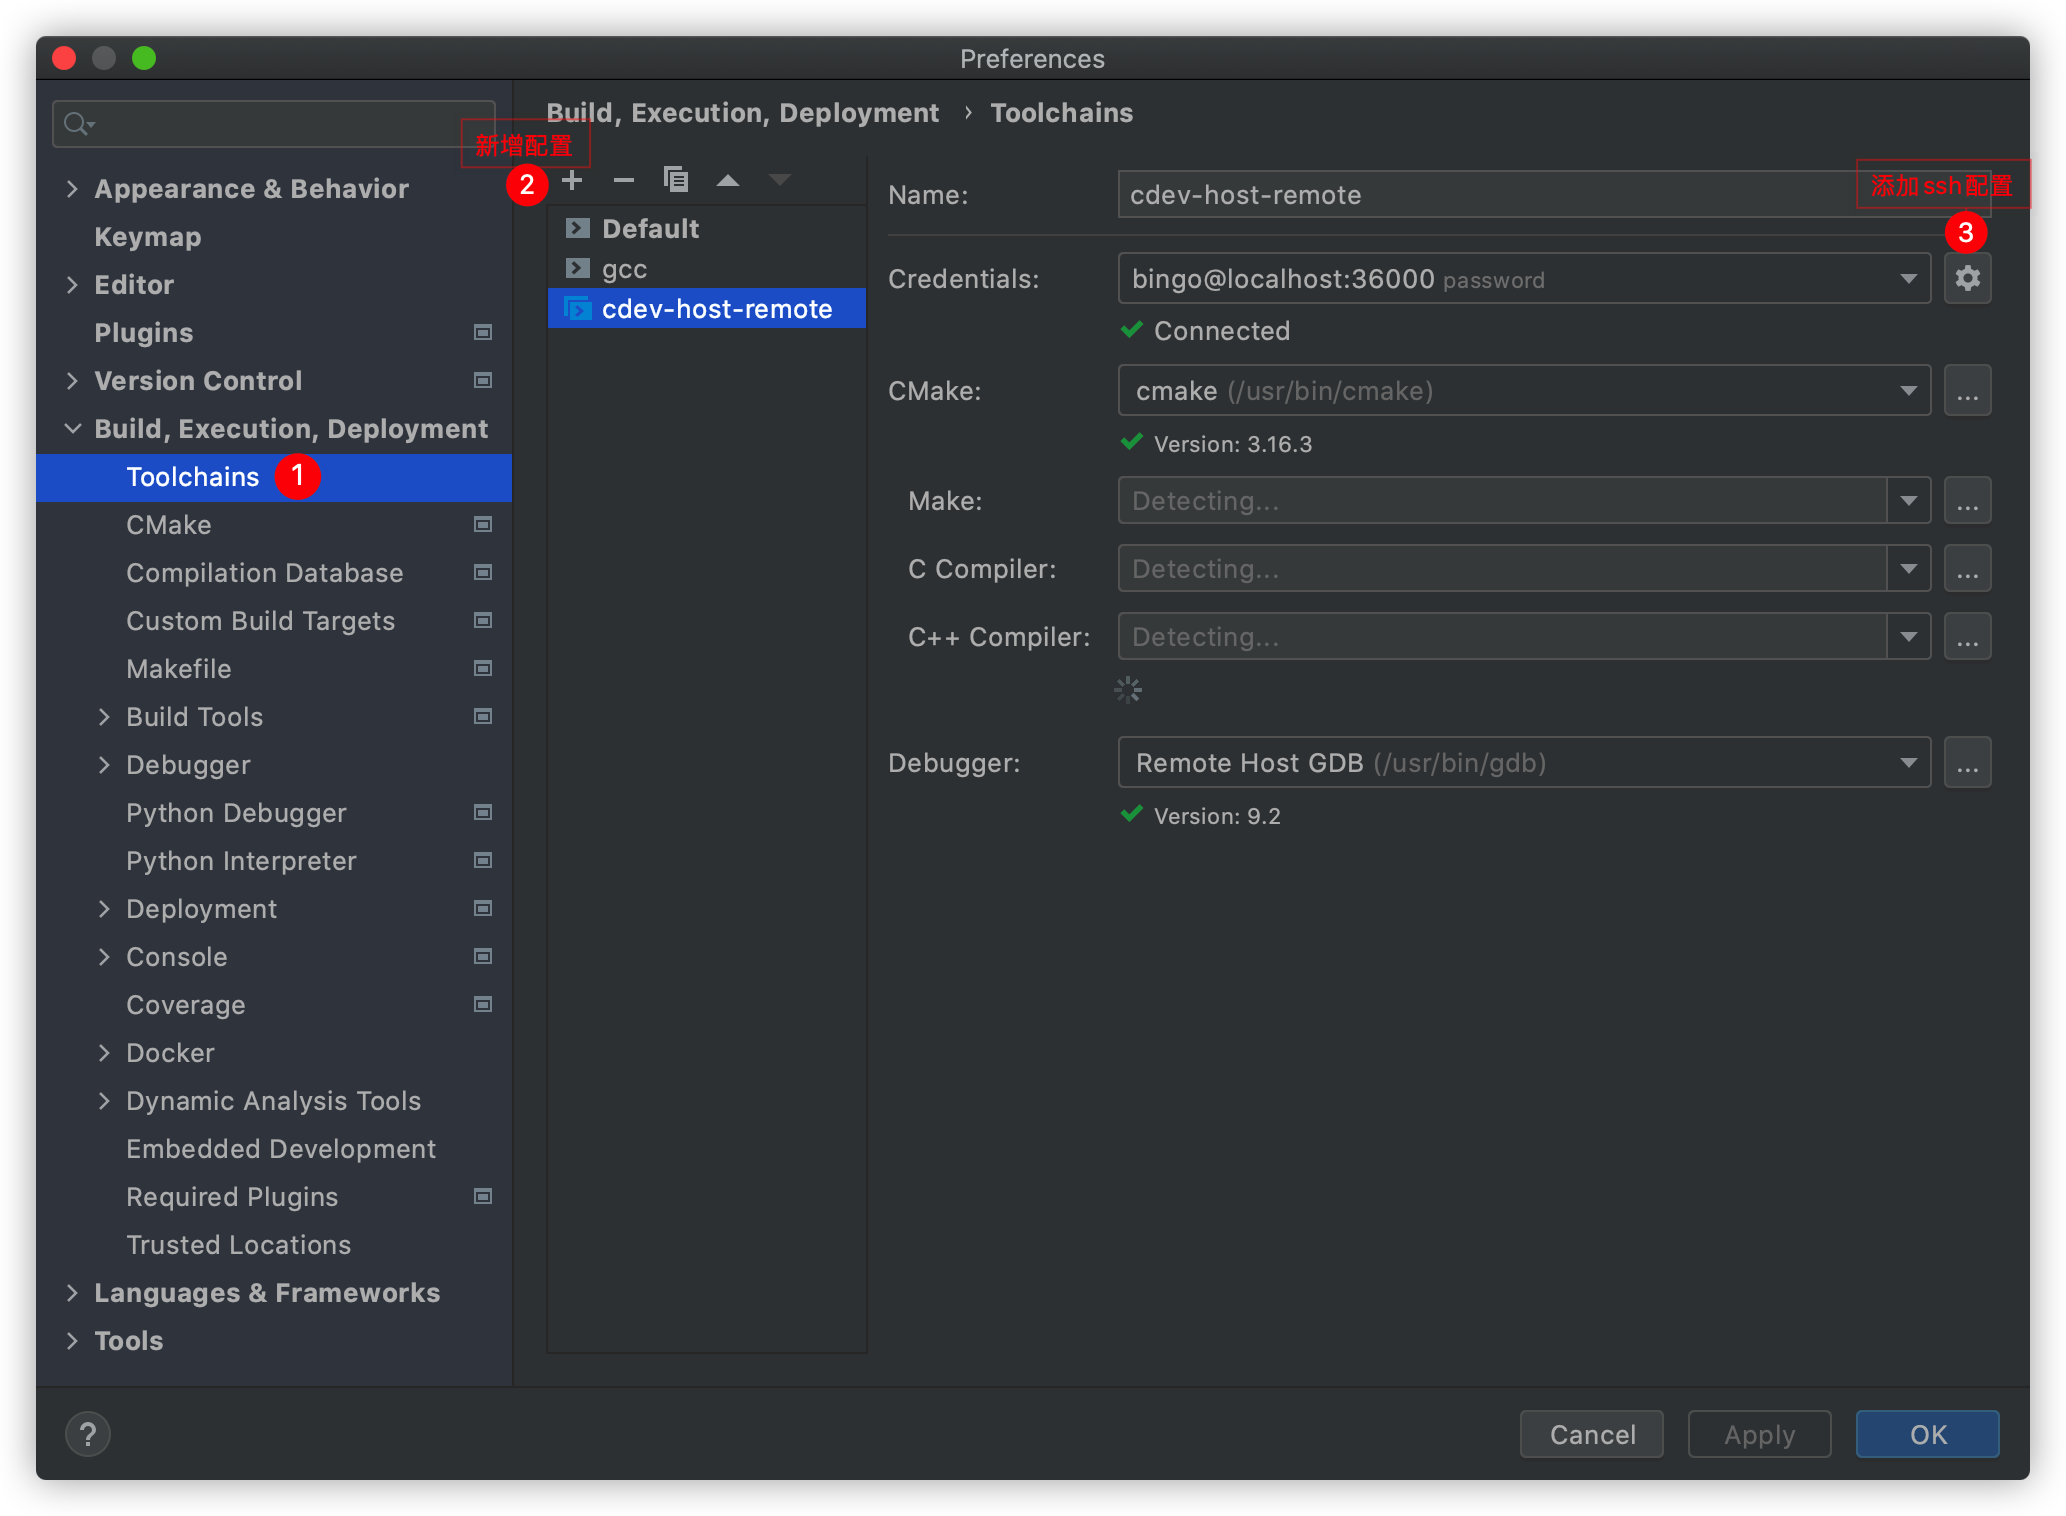 Preferences
Build, Execution, Deployment › Toolchains
新增配置
2
Appearance & Behavior
Keymap
Editor
Plugins
Version Control
Build, Execution, Deployment
Toolchains 1
CMake
Compilation Database
Custom Build Targets
Makefile
Build Tools
Debugger
Python Debugger
Python Interpreter
Deployment
Console
Coverage
Docker
Dynamic Analysis Tools
Embedded Development
Required Plugins
Trusted Locations
Languages & Frameworks
Tools
Default
gcc
cdev-host-remote
Name: cdev-host-remote
添加ssh配置
3
Credentials: bingo@localhost:36000 password
Connected
CMake: cmake (/usr/bin/cmake) ...
Version: 3.16.3
Make: Detecting... ...
C Compiler: Detecting... ...
C++ Compiler: Detecting... ...
Debugger: Remote Host GDB (/usr/bin/gdb) ...
Version: 9.2
? Cancel Apply OK